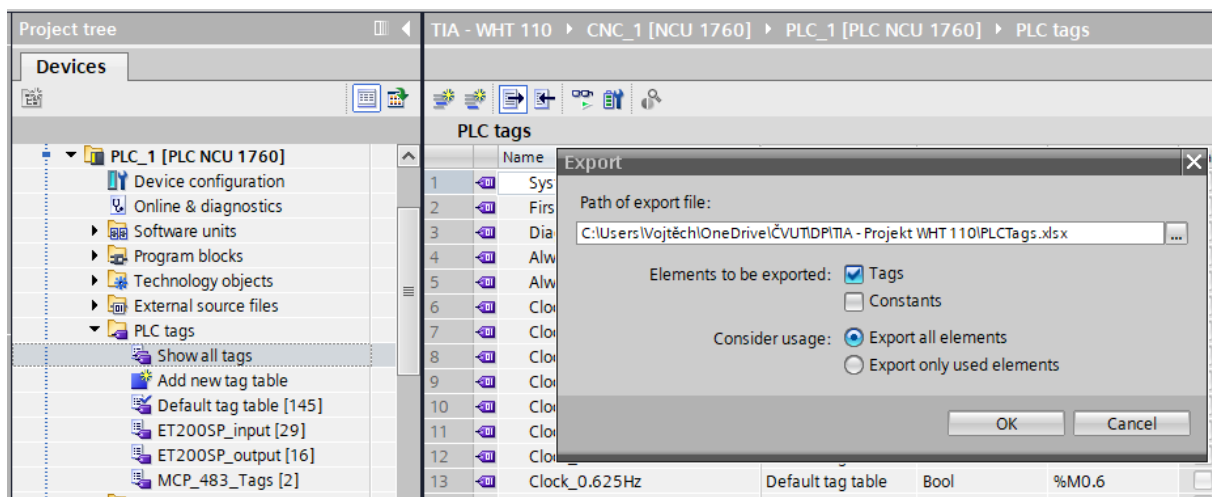 Project tree
TIA - WHT 110 ▸ CNC_1 [NCU 1760] ▸ PLC_1 [PLC NCU 1760] ▸ PLC tags
Devices
PLC tags
PLC_1 [PLC NCU 1760]
Device configuration
Online & diagnostics
Software units
Program blocks
Technology objects
External source files
PLC tags
Show all tags
Add new tag table
Default tag table [145]
ET200SP_input [29]
ET200SP_output [16]
MCP_483_Tags [2]
Name
1 Sys
2 Firs
3 Dia
4 Alw
5 Alw
6 Clo
7 Clo
8 Clo
9 Clo
10 Clo
11 Clo
12 Clo
13 Clock_0.625Hz Default tag table Bool %M0.6
Export
Path of export file:
C:\Users\Vojtěch\OneDrive\ČVUT\DP\TIA - Projekt WHT 110\PLCTags.xlsx ...
Elements to be exported: Tags
Constants
Consider usage: Export all elements
Export only used elements
OK Cancel